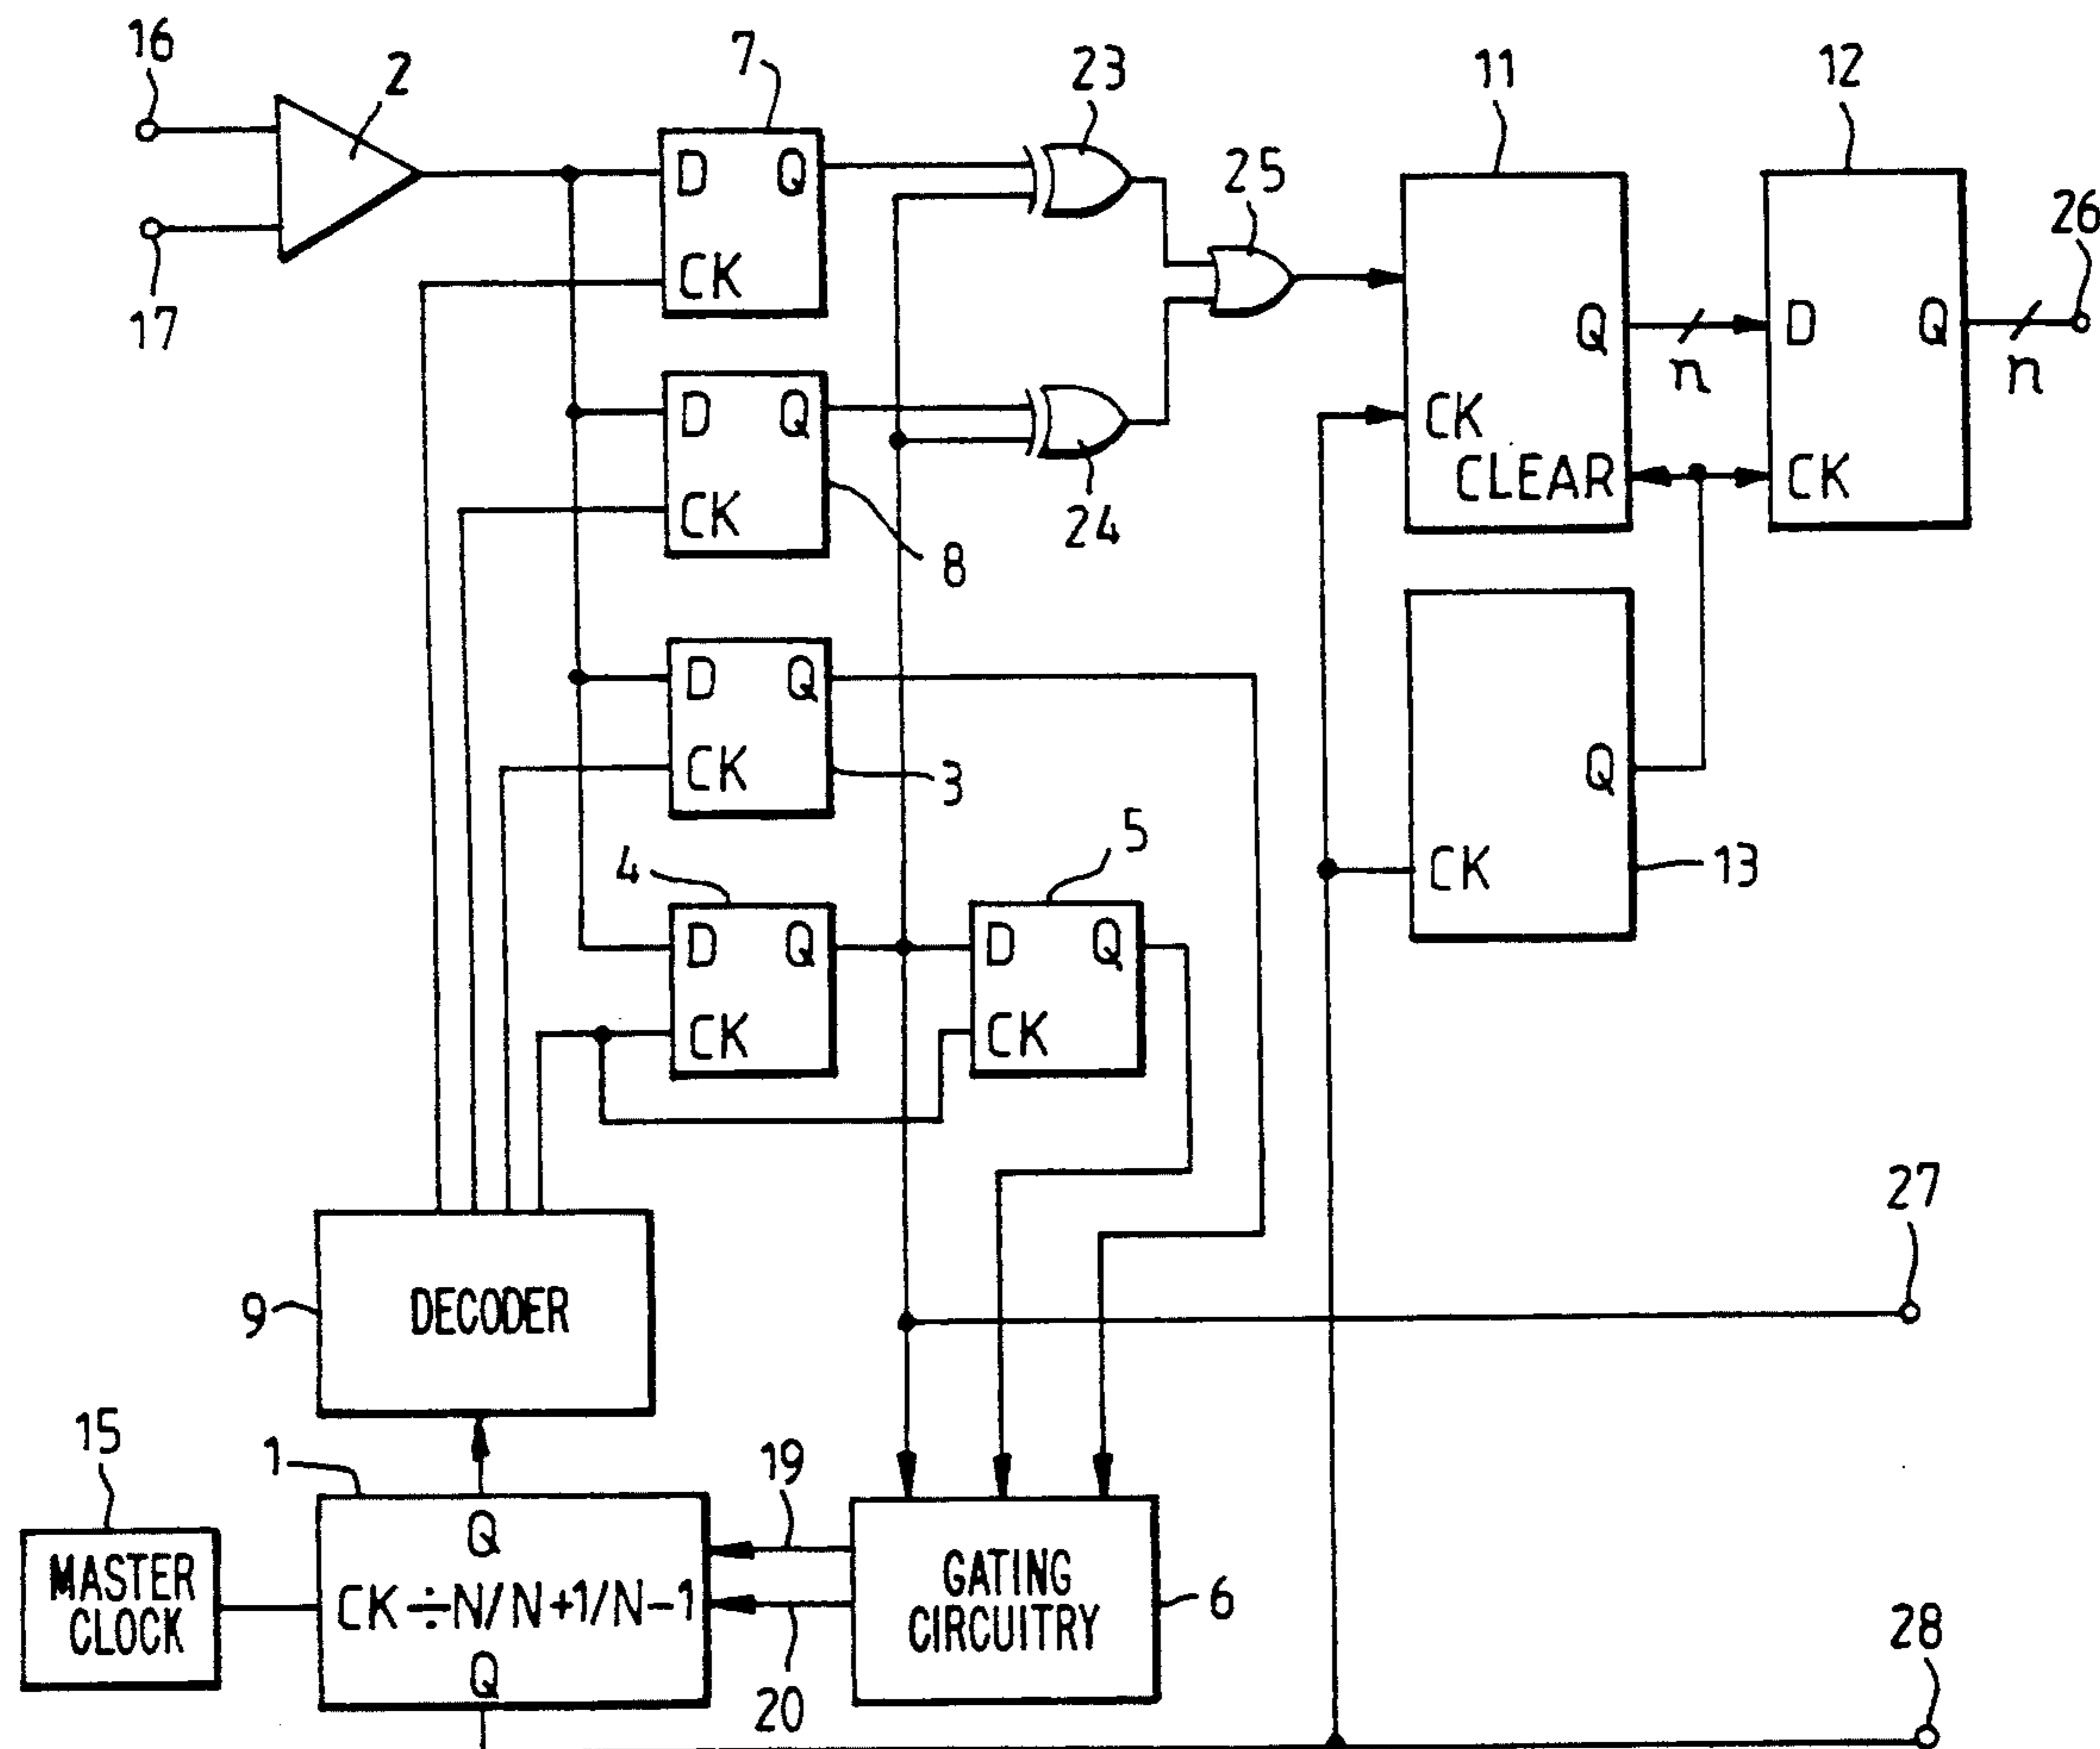 16
2
7
23
11
12
D Q
25
26
17
CK
Q
D Q
n
n
D Q
CK
CLEAR
CK
CK
24
8
D Q
CK
3
Q
5
4
CK
13
D Q
D Q
CK
CK
27
9
DECODER
15
1
19
Q
MASTER
CLOCK
CK÷N/N+1/N-1
GATING
CIRCUITRY
6
28
Q
20